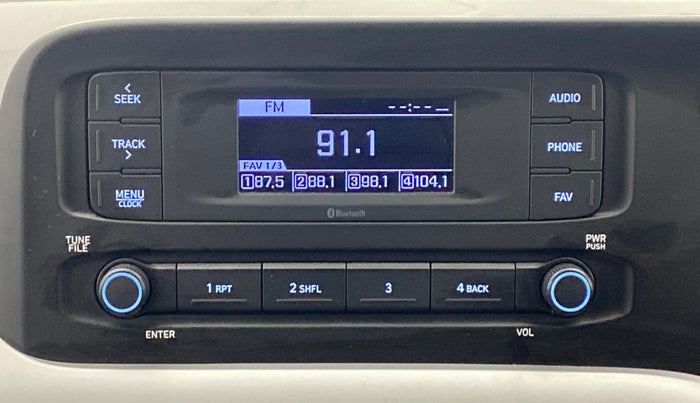 <
SEEK
TRACK
>
MENU
CLOCK
FM
--:--
91.1
FAV 1/3
1 87.5 2 88.1 3 98.1 4 104.1
Bluetooth
AUDIO
PHONE
FAV
TUNE
FILE
PWR
PUSH
1 RPT
2 SHFL
3
4 BACK
ENTER
VOL